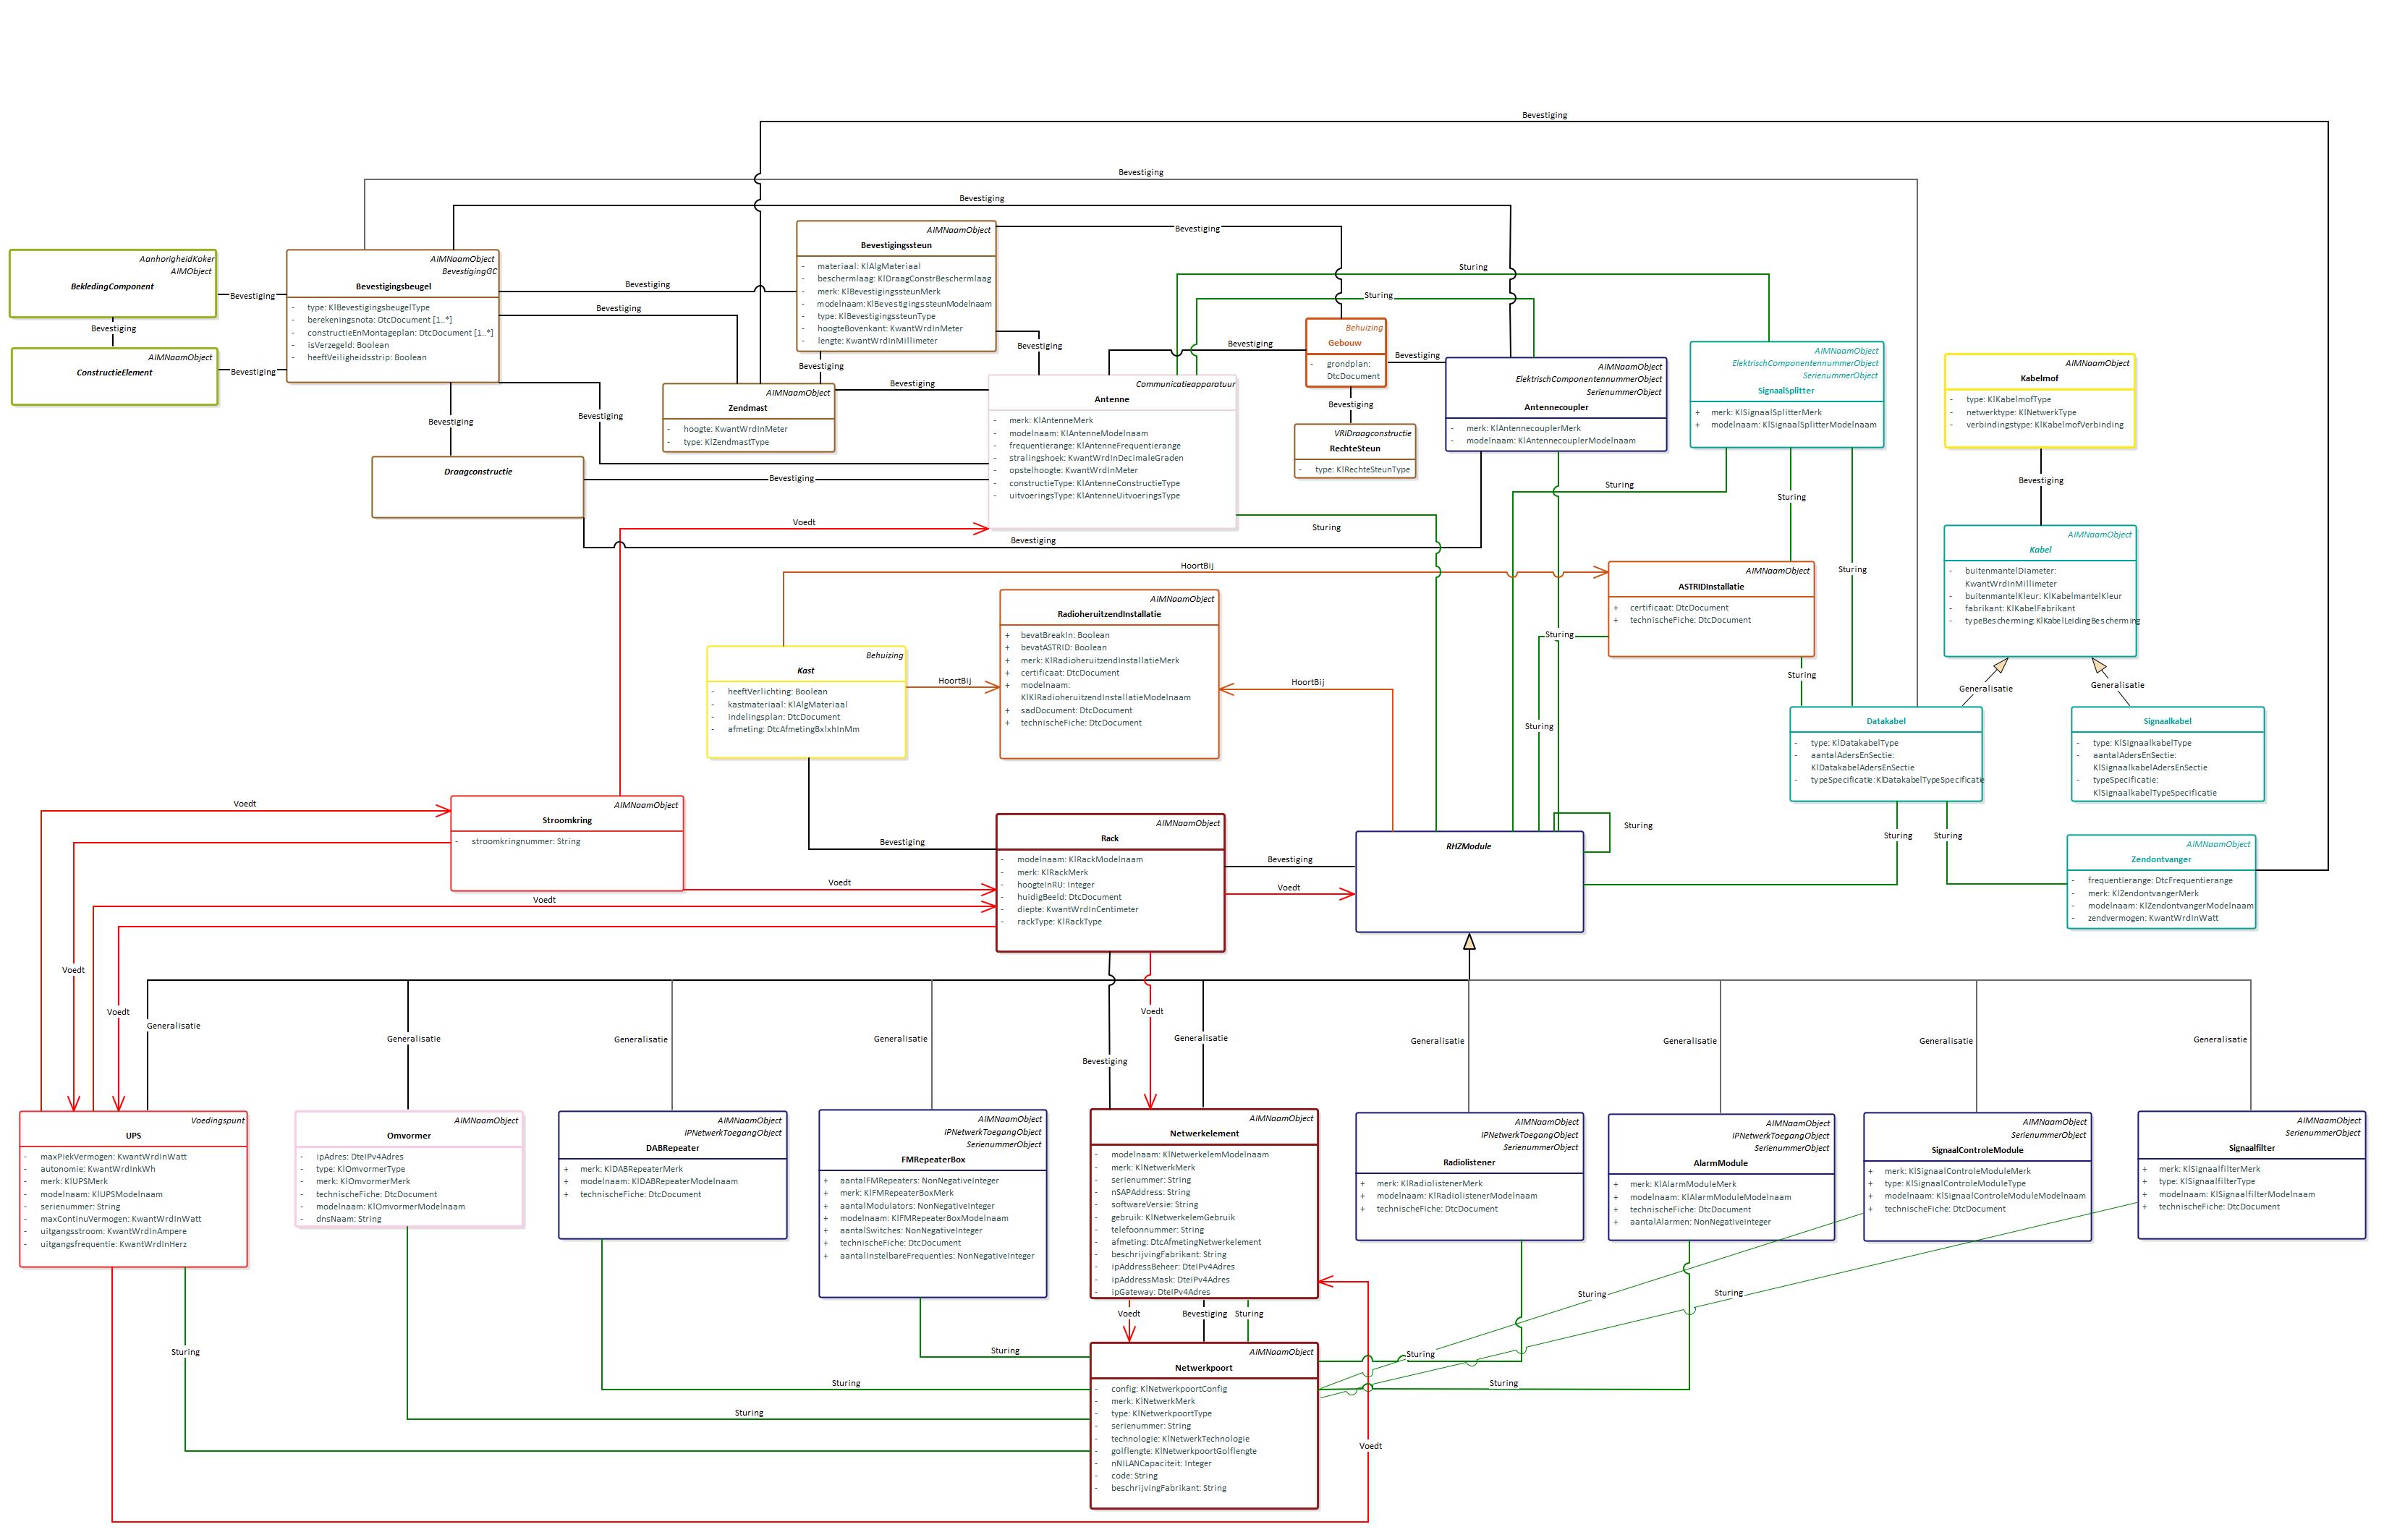 Bevestiging
Bevestiging
Bevestiging
AanhorigheidKoker
AIMObject
BekledingComponent
Bevestiging
AIMNaamObject
ConstructieElement
Bevestiging
Bevestiging
AIMNaamObject
BevestigingGC
Bevestigingsbeugel
- type: KlBevestigingsbeugelType
- berekeningsnota: DtcDocument [1..*]
- constructieEnMontageplan: DtcDocument [1..*]
- isVerzegeld: Boolean
- heeftVeiligheidsstrip: Boolean
Bevestiging
Bevestiging
Bevestiging
Bevestiging
AIMNaamObject
Bevestigingssteun
- materiaal: KlAlgMateriaal
- beschermlaag: KlDraagConstrBeschermlaag
- merk: KlBevestigingssteunMerk
- modelnaam: KlBevestigingssteunModelnaam
- type: KlBevestigingssteunType
- hoogteBovenkant: KwantWrdInMeter
- lengte: KwantWrdInMillimeter
Bevestiging
Bevestiging
Bevestiging
AIMNaamObject
Zendmast
- hoogte: KwantWrdInMeter
- type: KlZendmastType
Bevestiging
Draagconstructie
Bevestiging
Bevestiging
Communicatieapparatuur
Antenne
- merk: KlAntenneMerk
- modelnaam: KlAntenneModelnaam
- frequentierange: KlAntenneFrequentierange
- stralingshoek: KwantWrdInDecimaleGraden
- opstelhoogte: KwantWrdInMeter
- constructieType: KlAntenneConstructieType
- uitvoeringsType: KlAntenneUitvoeringsType
Sturing
Sturing
Bevestiging
Behuizing
Gebouw
- grondplan:
DtcDocument
Bevestiging
Bevestiging
VRIDraagconstructie
RechteSteun
- type: KlRechteSteunType
AIMNaamObject
ElektrischComponentennummerObject
SerienummerObject
Antennecoupler
- merk: KlAntennecouplerMerk
- modelnaam: KlAntennecouplerModelnaam
AIMNaamObject
ElektrischComponentennummerObject
SerienummerObject
SignaalSplitter
+ merk: KlSignaalSplitterMerk
+ modelnaam: KlSignaalSplitterModelnaam
AIMNaamObject
Kabelmof
- type: KlKabelmofType
- netwerktype: KlNetwerkType
- verbindingstype: KlKabelmofVerbinding
Bevestiging
Sturing
Sturing
Sturing
Sturing
Voedt
HoortBij
AIMNaamObject
Kabel
- buitenmantelDiameter:
KwantWrdInMillimeter
- buitenmantelKleur: KlKabelmantelKleur
- fabrikant: KlKabelFabrikant
- typeBescherming: KlKabelLeidingBescherming
Generalisatie
Generalisatie
AIMNaamObject
ASTRIDInstallatie
+ certificaat: DtcDocument
+ technischeFiche: DtcDocument
Sturing
Sturing
Sturing
AIMNaamObject
RadioheruitzendInstallatie
+ bevatBreakIn: Boolean
+ bevatASTRID: Boolean
+ merk: KlRadioheruitzendInstallatieMerk
+ certificaat: DtcDocument
+ modelnaam:
KlKlRadioheruitzendInstallatieModelnaam
+ sadDocument: DtcDocument
+ technischeFiche: DtcDocument
HoortBij
HoortBij
Behuizing
Kast
- heeftVerlichting: Boolean
- kastmateriaal: KlAlgMateriaal
- indelingsplan: DtcDocument
- afmeting: DtcAfmetingBxlxhInMm
Datakabel
- type: KlDatakabelType
- aantalAdersEnSectie:
KlDatakabelAdersEnSectie
- typeSpecificatie: KlDatakabelTypeSpecificatie
Signaalkabel
- type: KlSignaalkabelType
- aantalAdersEnSectie:
KlSignaalkabelAdersEnSectie
- typeSpecificatie:
KlSignaalkabelTypeSpecificatie
Sturing
Sturing
AIMNaamObject
Zendontvanger
- frequentierange: DtcFrequentierange
- merk: KlZendontvangerMerk
- modelnaam: KlZendontvangerModelnaam
- zendvermogen: KwantWrdInWatt
Voedt
AIMNaamObject
Stroomkring
- stroomkringnummer: String
Voedt
Voedt
Voedt
Voedt
Bevestiging
AIMNaamObject
Rack
- modelnaam: KlRackModelnaam
- merk: KlRackMerk
- hoogteInRU: Integer
- huidigBeeld: DtcDocument
- diepte: KwantWrdInCentimeter
- rackType: KlRackType
Bevestiging
Voedt
RHZModule
Sturing
Generalisatie
Generalisatie
Generalisatie
Generalisatie
Bevestiging
Voedt
Generalisatie
Generalisatie
Generalisatie
Generalisatie
Generalisatie
Voedingspunt
UPS
- maxPiekVermogen: KwantWrdInWatt
- autonomie: KwantWrdInkWh
- merk: KlUPSMerk
- modelnaam: KlUPSModelnaam
- serienummer: String
- maxContinuVermogen: KwantWrdInWatt
- uitgangsstroom: KwantWrdInAmpere
- uitgangsfrequentie: KwantWrdInHerz
AIMNaamObject
Omvormer
- ipAdres: DteIPv4Adres
- type: KlOmvormerType
- merk: KlOmvormerMerk
- technischeFiche: DtcDocument
- modelnaam: KlOmvormerModelnaam
- dnsNaam: String
AIMNaamObject
IPNetwerkToegangObject
DABRepeater
+ merk: KlDABRepeaterMerk
+ modelnaam: KlDABRepeaterModelnaam
+ technischeFiche: DtcDocument
AIMNaamObject
IPNetwerkToegangObject
SerienummerObject
FMRepeaterBox
+ aantalFMRepeaters: NonNegativeInteger
+ merk: KlFMRepeaterBoxMerk
+ aantalModulators: NonNegativeInteger
+ modelnaam: KlFMRepeaterBoxModelnaam
+ aantalSwitches: NonNegativeInteger
+ technischeFiche: DtcDocument
+ aantalInstelbareFrequenties: NonNegativeInteger
AIMNaamObject
Netwerkelement
- modelnaam: KlNetwerkelemModelnaam
- merk: KlNetwerkMerk
- serienummer: String
- nSAPAddress: String
- softwareVersie: String
- gebruik: KlNetwerkelemGebruik
- telefoonnummer: String
- afmeting: DtcAfmetingNetwerkelement
- beschrijvingFabrikant: String
- ipAddressBeheer: DteIPv4Adres
- ipAddressMask: DteIPv4Adres
- ipGateway: DteIPv4Adres
AIMNaamObject
IPNetwerkToegangObject
SerienummerObject
Radiolistener
+ merk: KlRadiolistenerMerk
+ modelnaam: KlRadiolistenerModelnaam
+ technischeFiche: DtcDocument
AIMNaamObject
IPNetwerkToegangObject
SerienummerObject
AlarmModule
+ merk: KlAlarmModuleMerk
+ modelnaam: KlAlarmModuleModelnaam
+ technischeFiche: DtcDocument
+ aantalAlarmen: NonNegativeInteger
AIMNaamObject
SerienummerObject
SignaalControleModule
+ merk: KlSignaalControleModuleMerk
+ type: KlSignaalControleModuleType
+ modelnaam: KlSignaalControleModuleModelnaam
+ technischeFiche: DtcDocument
AIMNaamObject
SerienummerObject
Signaalfilter
+ merk: KlSignaalfilterMerk
+ type: KlSignaalfilterType
+ modelnaam: KlSignaalfilterModelnaam
+ technischeFiche: DtcDocument
Voedt
Bevestiging
Sturing
Sturing
Sturing
Sturing
Sturing
Sturing
Sturing
Sturing
Sturing
Sturing
Voedt
AIMNaamObject
Netwerkpoort
- config: KlNetwerkpoortConfig
- merk: KlNetwerkMerk
- type: KlNetwerkpoortType
- serienummer: String
- technologie: KlNetwerkTechnologie
- golflengte: KlNetwerkpoortGolflengte
- nNILANCapaciteit: Integer
- code: String
- beschrijvingFabrikant: String